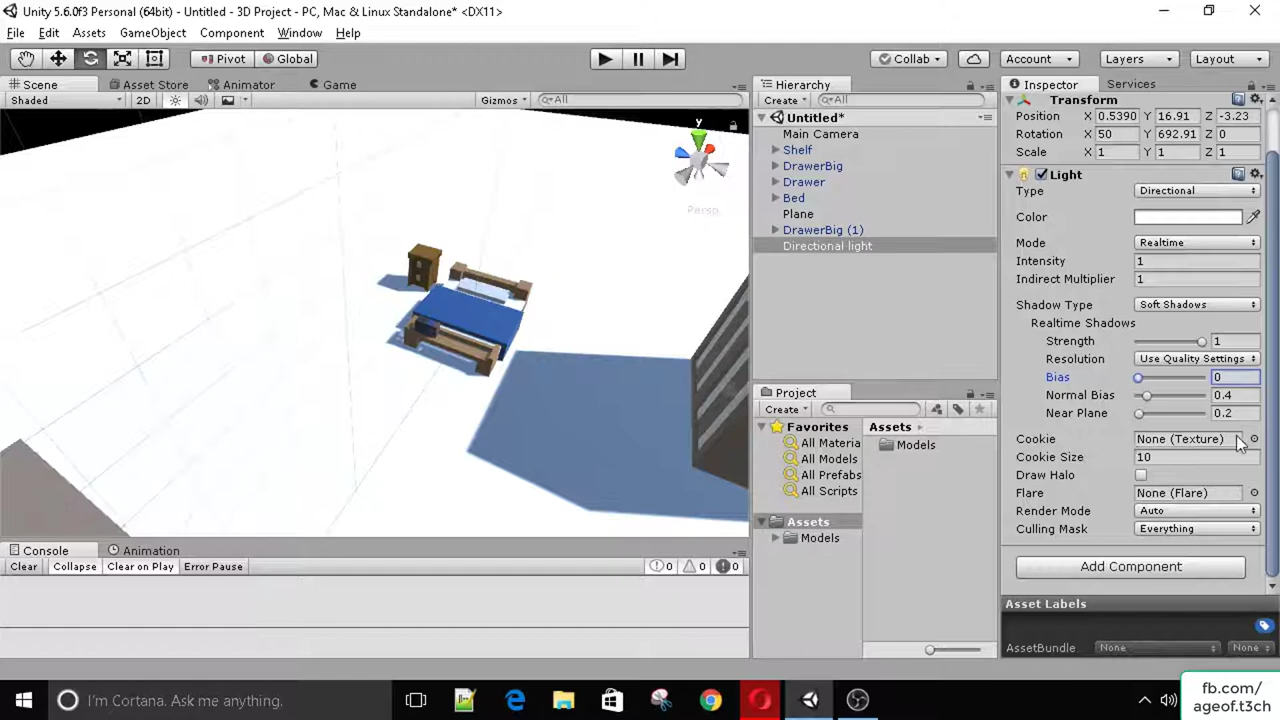 Unity 5.6.0f3 Personal (64bit) - Untitled - 3D Project - PC, Mac & Linux Standalone* <DX11>
File Edit Assets GameObject Component Window Help
Pivot Global Collab Account Layers Layout
Scene Asset Store Animator Game
Shaded 2D Gizmos All
y
Persp
Hierarchy
Create All
Untitled*
Main Camera
Shelf
DrawerBig
Drawer
Bed
Plane
DrawerBig (1)
Directional light
Project
Create
Favorites
All Materia
All Models
All Prefabs
All Scripts
Assets
Models
Assets
Models
Inspector Services
Transform
Position X 0.5390 Y 16.91 Z -3.23
Rotation X 50 Y 692.91 Z 0
Scale X 1 Y 1 Z 1
Light
Type Directional
Color
Mode Realtime
Intensity 1
Indirect Multiplier 1
Shadow Type Soft Shadows
Realtime Shadows
Strength 1
Resolution Use Quality Settings
Bias 0
Normal Bias 0.4
Near Plane 0.2
Cookie None (Texture)
Cookie Size 10
Draw Halo
Flare None (Flare)
Render Mode Auto
Culling Mask Everything
Add Component
Asset Labels
AssetBundle None None
Console Animation
Clear Collapse Clear on Play Error Pause 0 0 0
I'm Cortana. Ask me anything.
fb.com/
ageof.t3ch